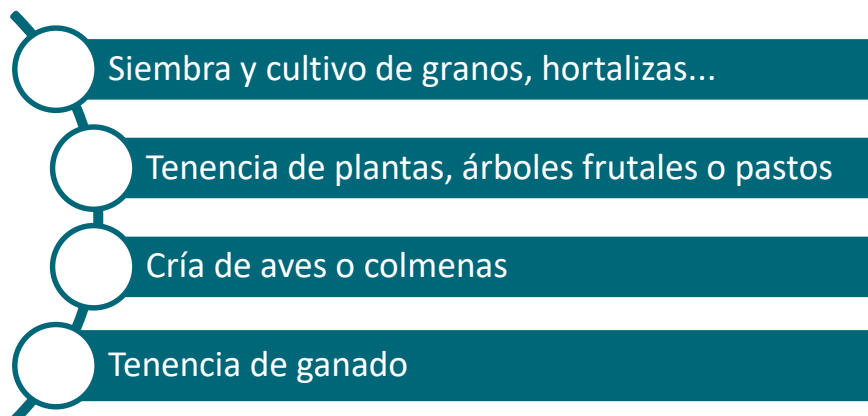 Siembra y cultivo de granos, hortalizas...
Tenencia de plantas, árboles frutales o pastos
Cría de aves o colmenas
Tenencia de ganado